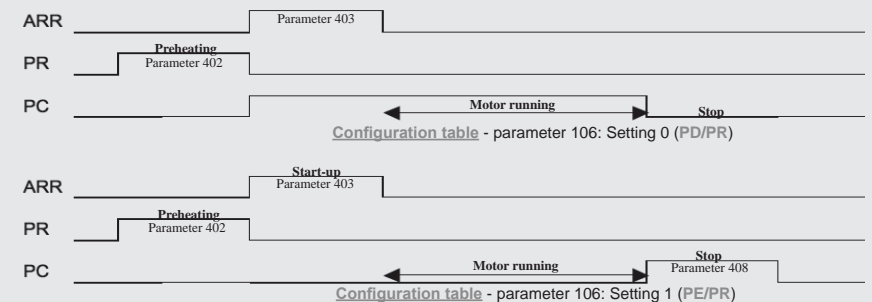 ARR Parameter 403
Preheating
PR Parameter 402
PC Motor running Stop
Configuration table - parameter 106: Setting 0 (PD/PR)
Start-up
ARR Parameter 403
Preheating
PR Parameter 402
Stop
PC Motor running Parameter 408
Configuration table - parameter 106: Setting 1 (PE/PR)